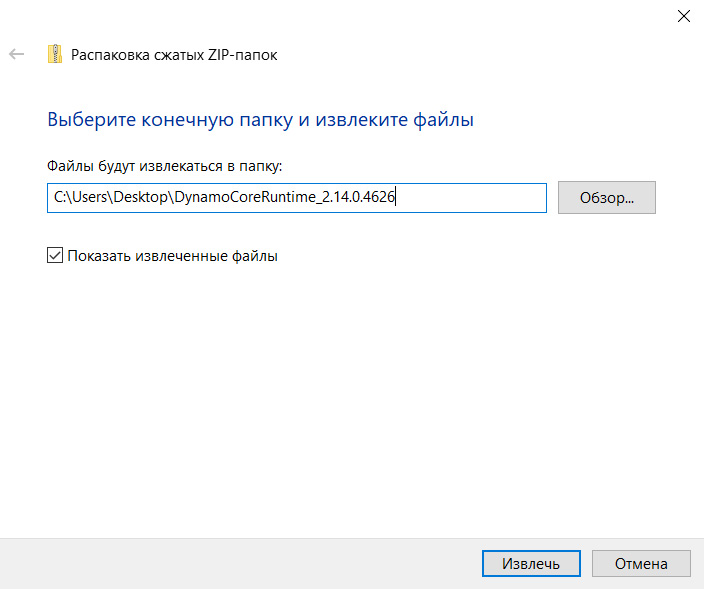 Распаковка сжатых ZIP-папок
Выберите конечную папку и извлеките файлы
Файлы будут извлекаться в папку:
C:\Users\Desktop\DynamoCoreRuntime_2.14.0.4626
Обзор...
Показать извлеченные файлы
Извлечь
Отмена